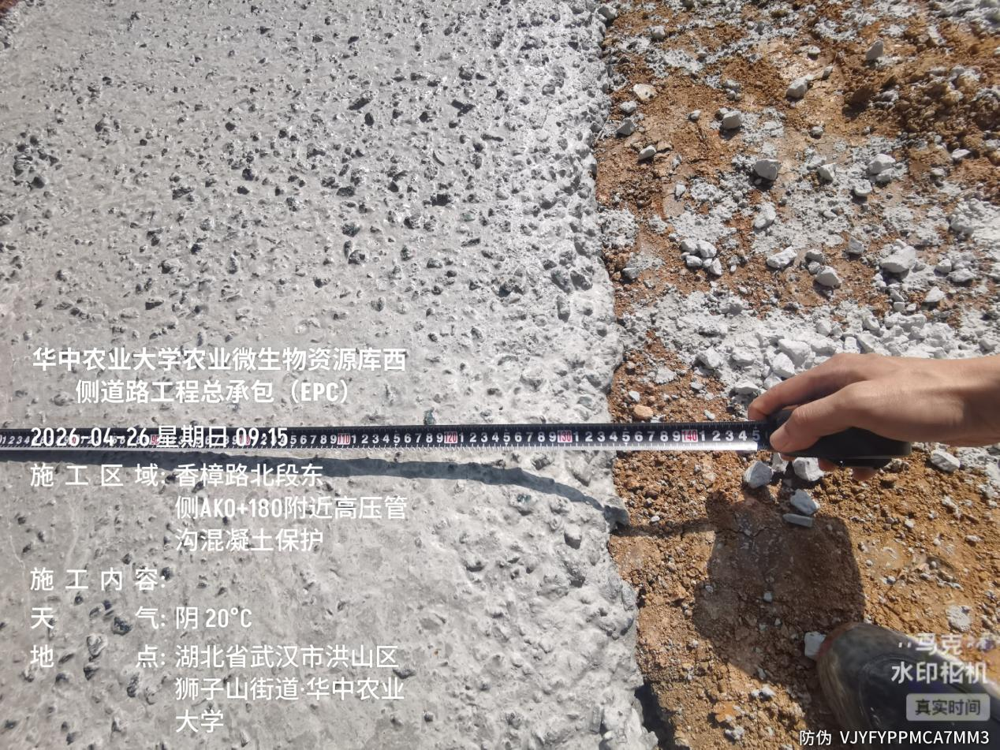 华中农业大学农业微生物资源库西
侧道路工程总承包（EPC）
2026-04-26 星期日 09:15
施工区域: 香樟路北段东
侧AK0+180附近高压管
沟混凝土保护
施工内容:
天气: 阴 20°C
地点: 湖北省武汉市洪山区
狮子山街道·华中农业
大学
110 1 2 3 4 5 6 7 8 9 120 1 2 3 4 5 6 7 8 9 130 1 2 3 4 5 6 7 8 9 140 1 2 3 4 5
马克
水印相机
真实时间
防伪 VJYFYPPMCA7MM3